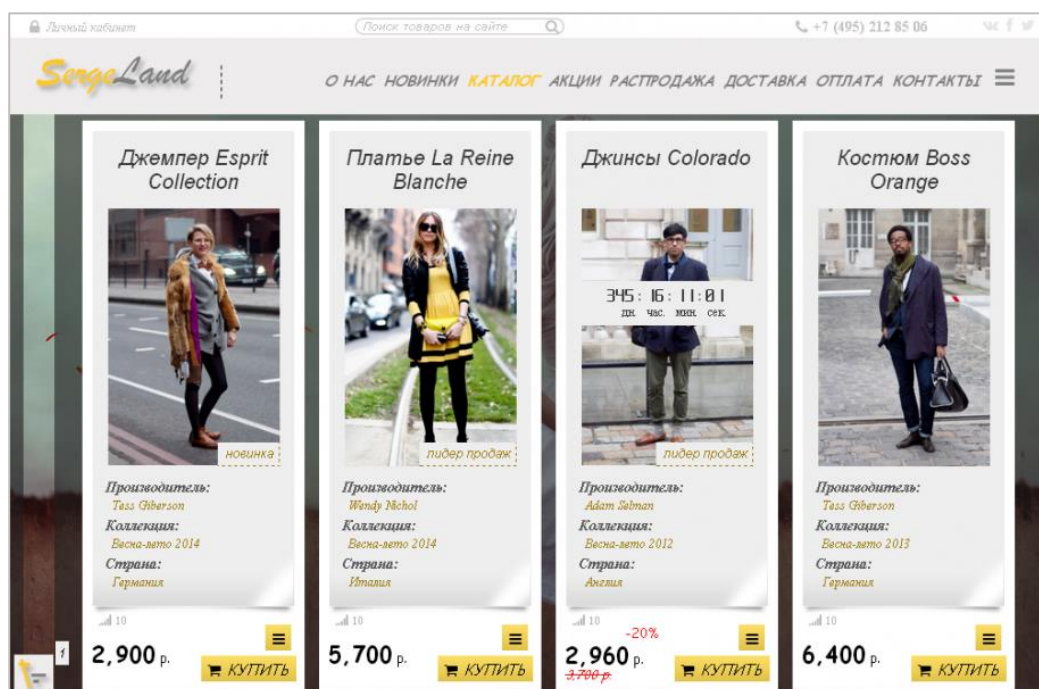 Личный кабинет
Поиск товаров на сайте
+7 (495) 212 85 06
SergeLand
О НАС НОВИНКИ КАТАЛОГ АКЦИИ РАСПРОДАЖА ДОСТАВКА ОПЛАТА КОНТАКТЫ
Джемпер Esprit
Collection
новинка
Производитель:
Tess Giberson
Коллекция:
Весна-лето 2014
Страна:
Германия
10
2,900 р.
КУПИТЬ
Платье La Reine
Blanche
лидер продаж
Производитель:
Wendy Nichol
Коллекция:
Весна-лето 2014
Страна:
Италия
10
5,700 р.
КУПИТЬ
Джинсы Colorado
345: 16: 11:01
дн. час. мин. сек.
лидер продаж
Производитель:
Adam Selman
Коллекция:
Весна-лето 2012
Страна:
Англия
10
-20%
2,960 р.
3,700 р.
КУПИТЬ
Костюм Boss
Orange
Производитель:
Tess Giberson
Коллекция:
Весна-лето 2013
Страна:
Германия
10
6,400 р.
КУПИТЬ
1